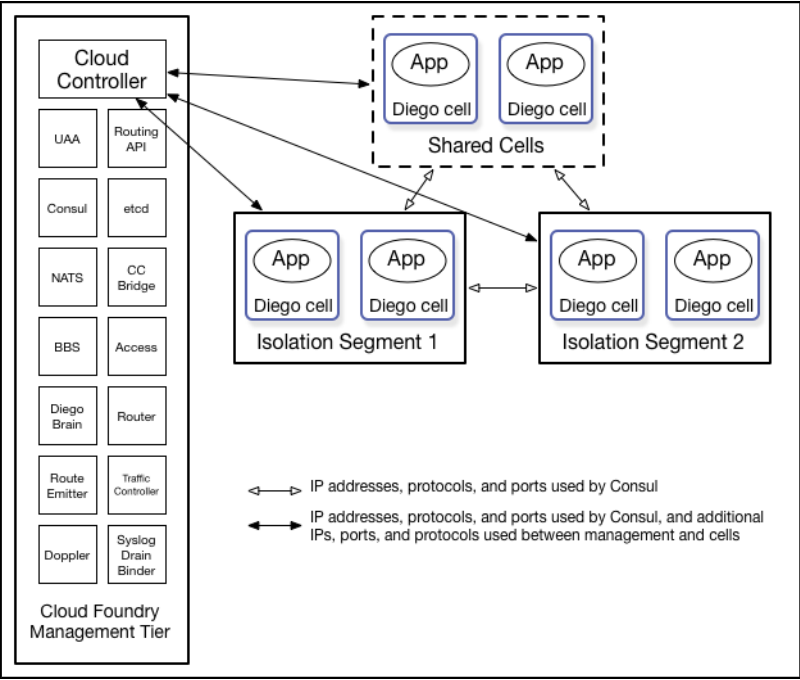 Cloud
Controller
UAA
Routing
API
Consul
etcd
NATS
CC
Bridge
BBS
Access
Diego
Brain
Router
Route
Emitter
Traffic
Controller
Doppler
Syslog
Drain
Binder
Cloud Foundry
Management Tier
App
Diego cell
App
Diego cell
Shared Cells
App
Diego cell
App
Diego cell
Isolation Segment 1
App
Diego cell
App
Diego cell
Isolation Segment 2
IP addresses, protocols, and ports used by Consul
IP addresses, protocols, and ports used by Consul, and additional
IPs, ports, and protocols used between management and cells